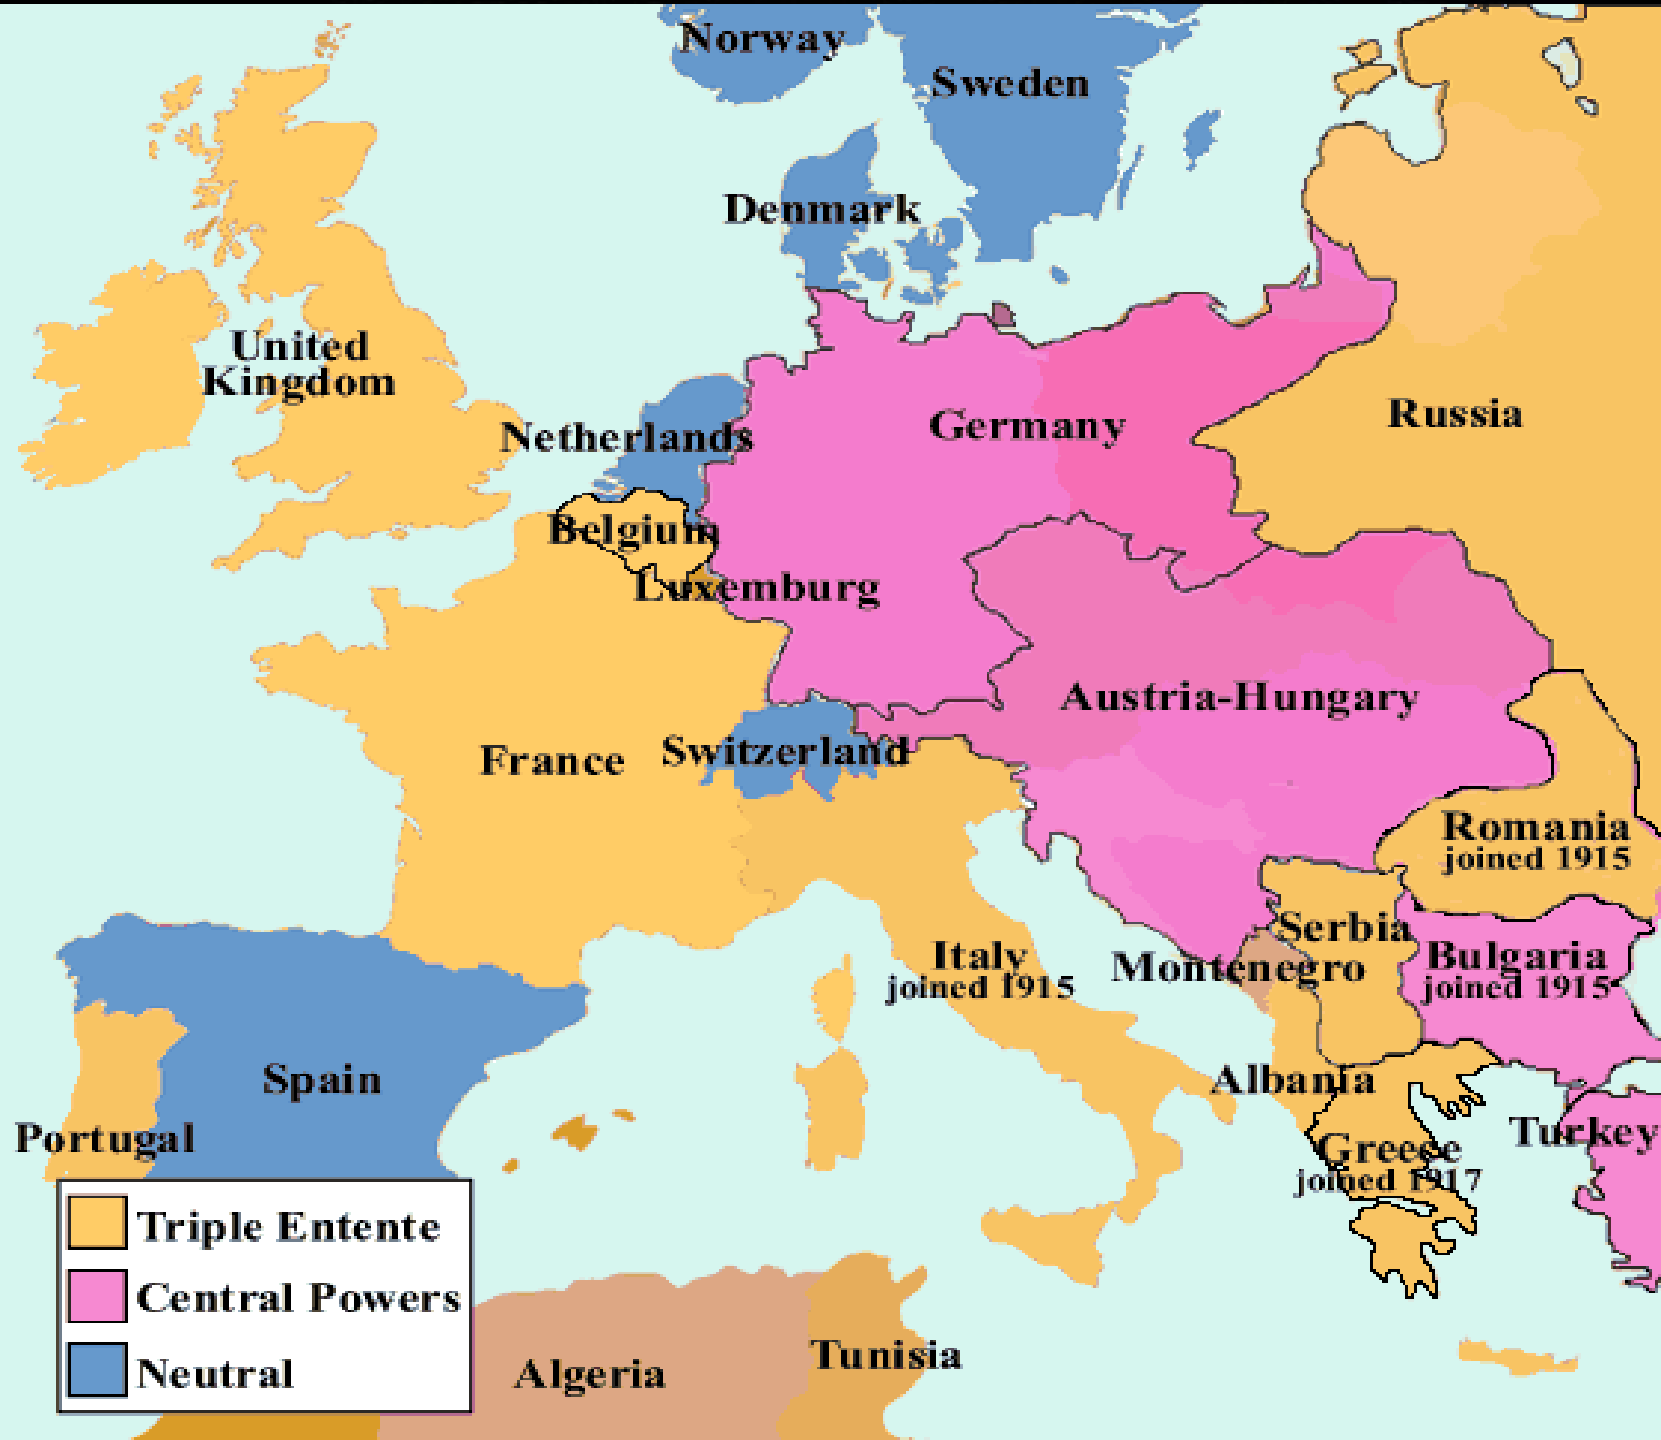 Norway
Sweden
Denmark
United
Kingdom
Netherlands
Germany
Russia
Belgium
Luxemburg
Austria-Hungary
France
Switzerland
Romania
joined 1915
Serbia
Italy
joined 1915
Montenegro
Bulgaria
joined 1915
Spain
Albania
Portugal
Greece
joined 1917
Turkey
Triple Entente
Central Powers
Neutral
Algeria
Tunisia